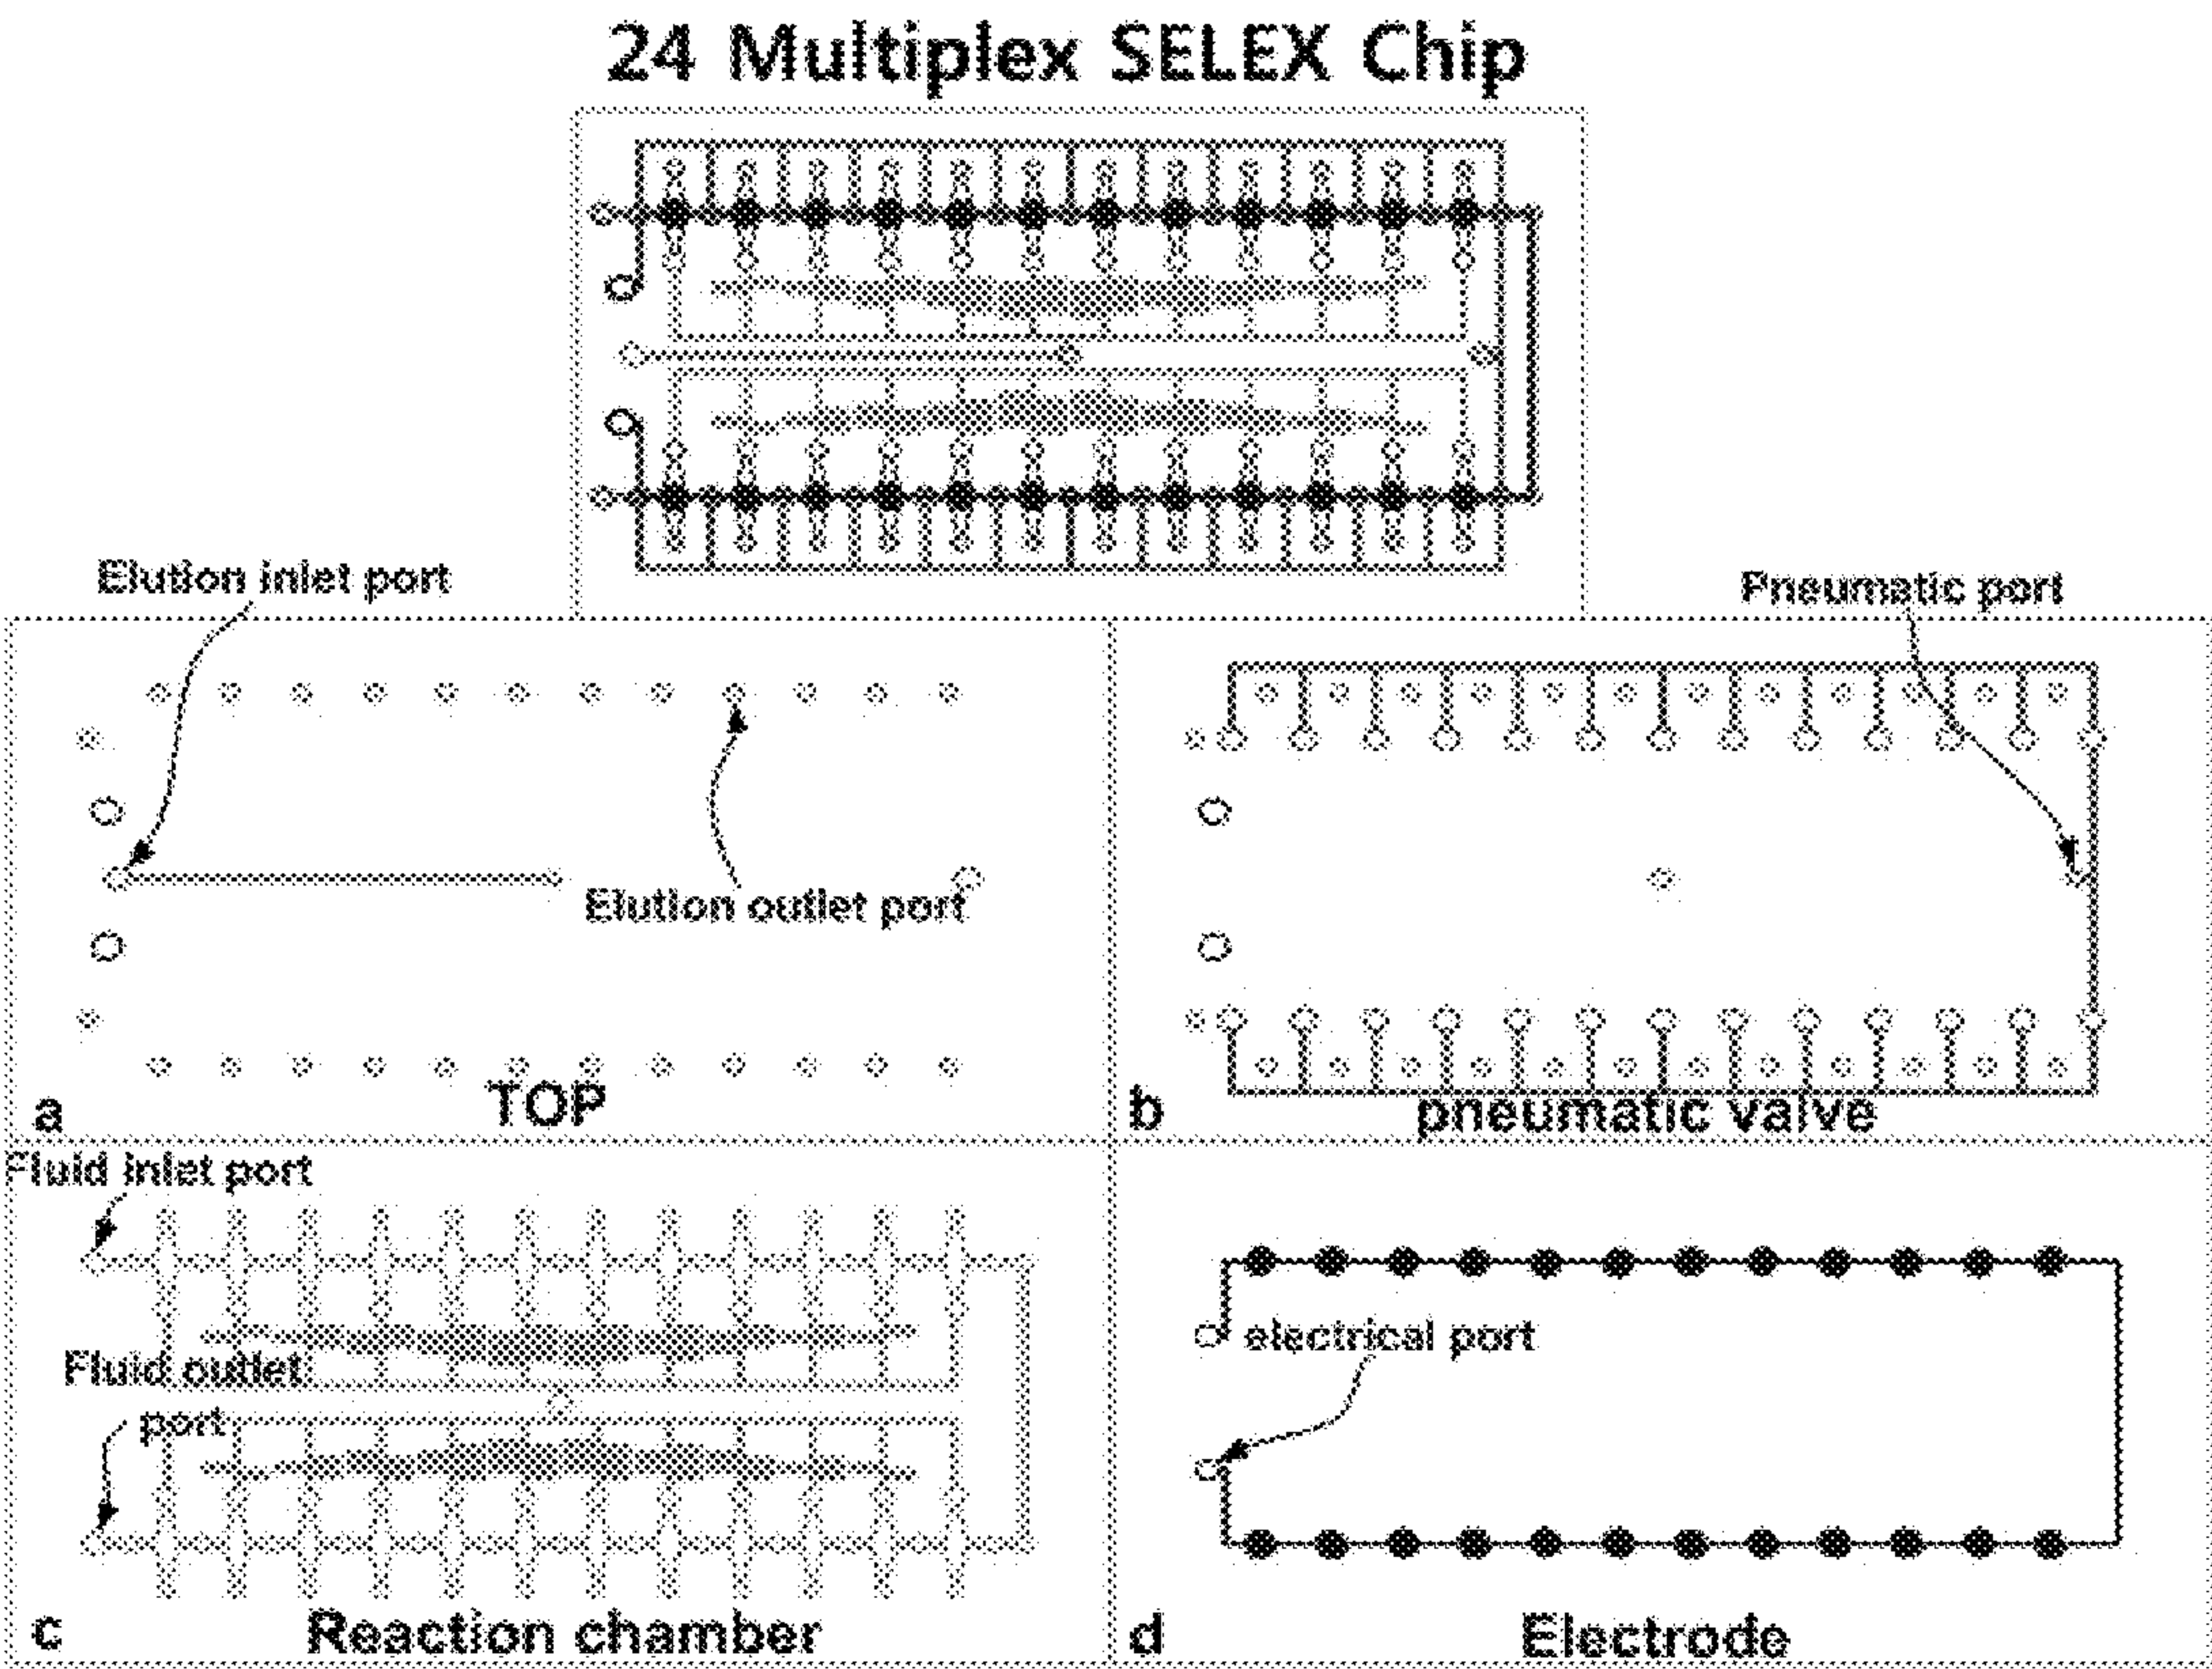 24 Multiplex SELEX Chip
Elution inlet port
Pneumatic port
Elution outlet port
a
TOP
b
pneumatic valve
Fluid inlet port
Fluid outlet
port
c
Reaction chamber
electrical port
d
Electrode